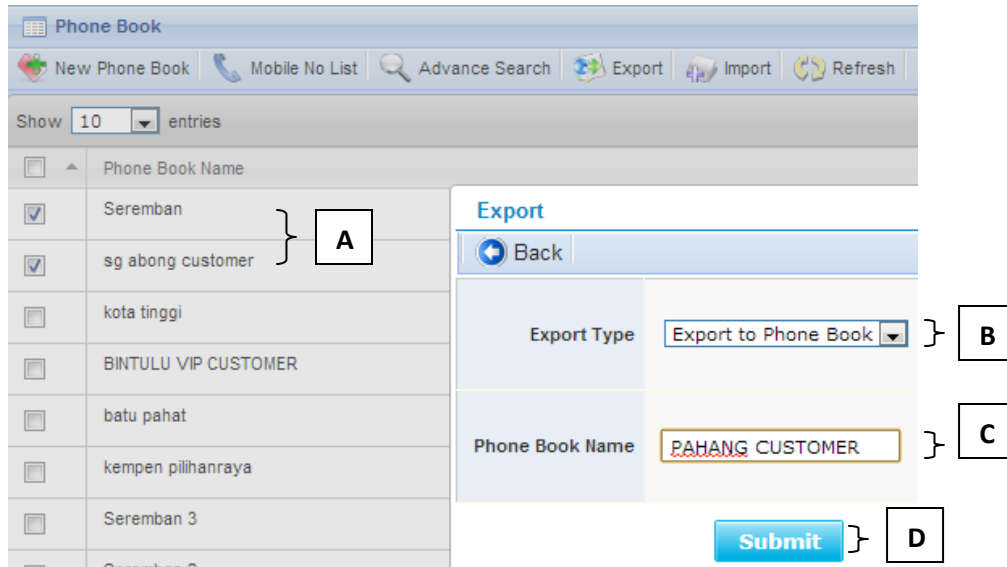 Phone Book
New Phone Book Mobile No List Advance Search Export Import Refresh
Show 10 entries
Phone Book Name
Seremban
A
sg abong customer
kota tinggi
BINTULU VIP CUSTOMER
batu pahat
kempen pilihanraya
Seremban 3
Export
Back
Export Type Export to Phone Book B
Phone Book Name PAHANG CUSTOMER C
Submit D